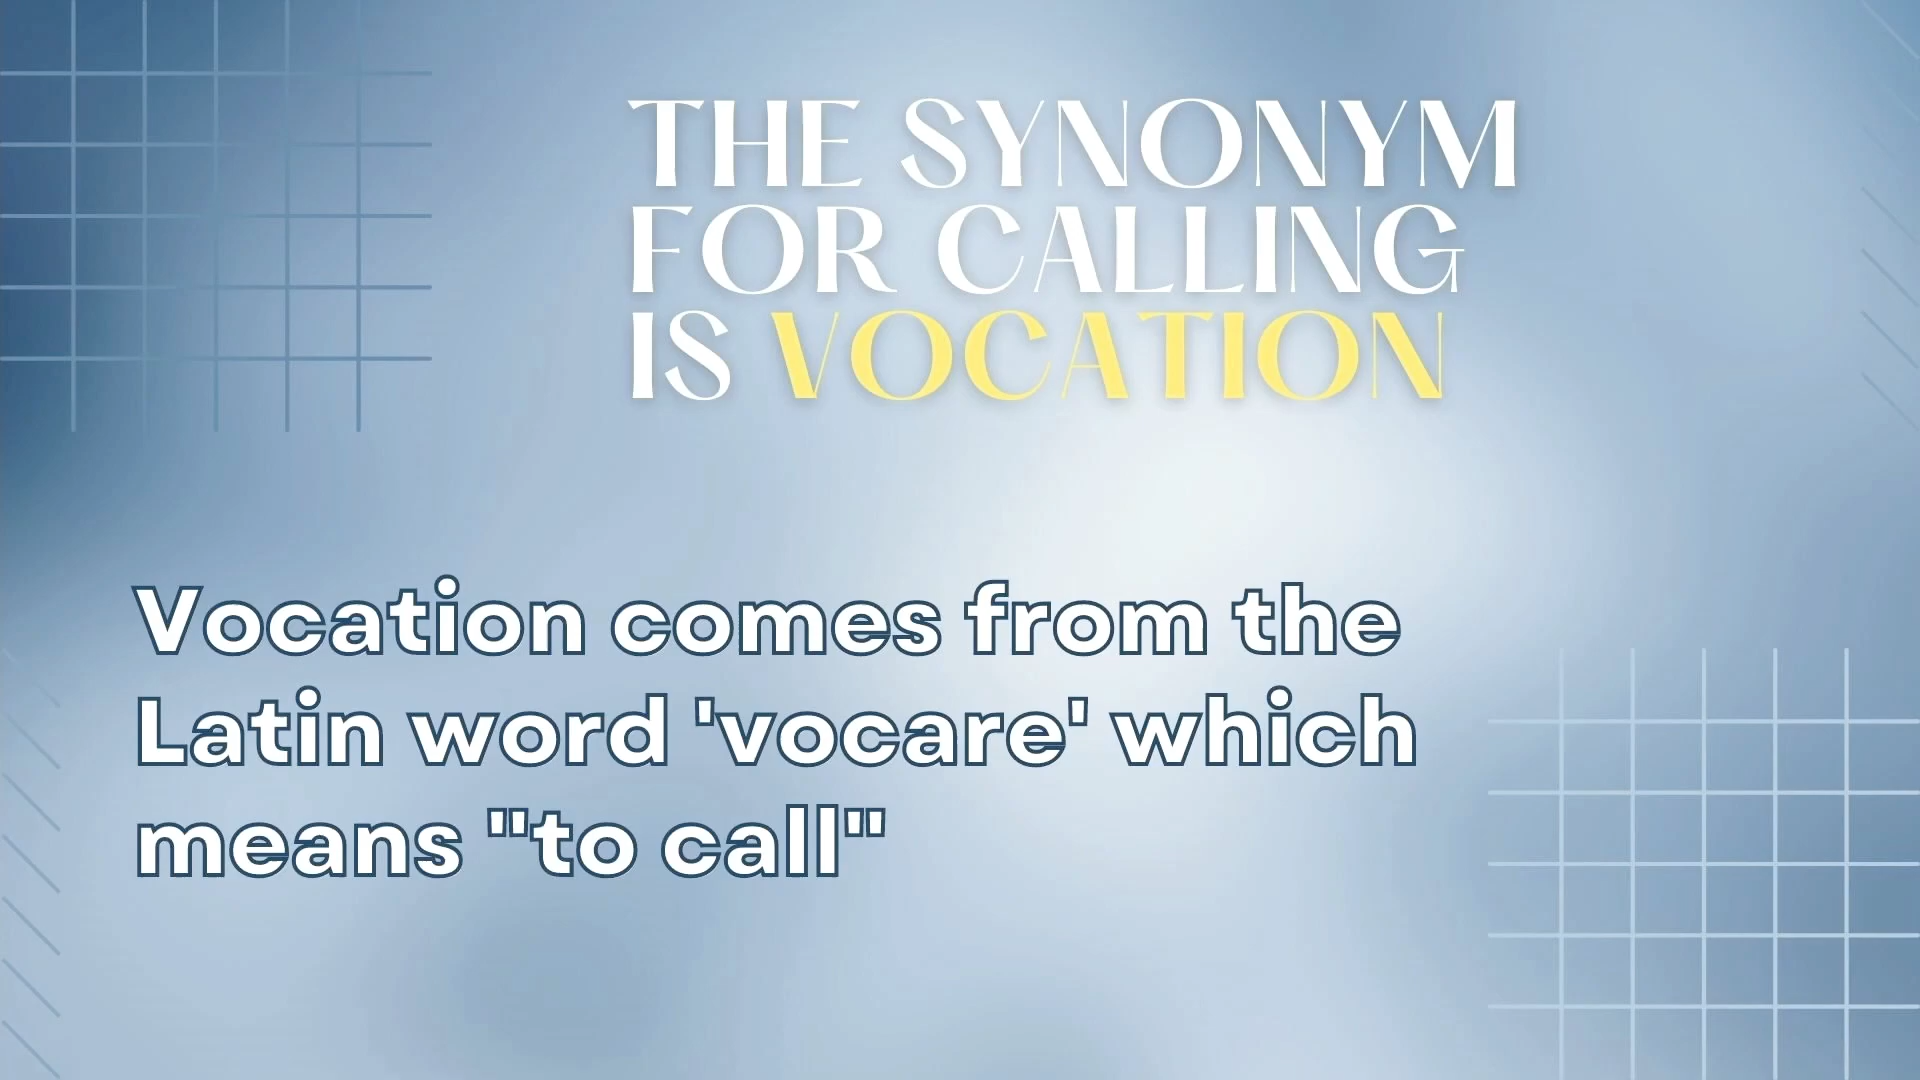 THE SYNONYM
FOR CALLING
IS VOCATION
Vocation comes from the
Latin word 'vocare' which
means "to call"